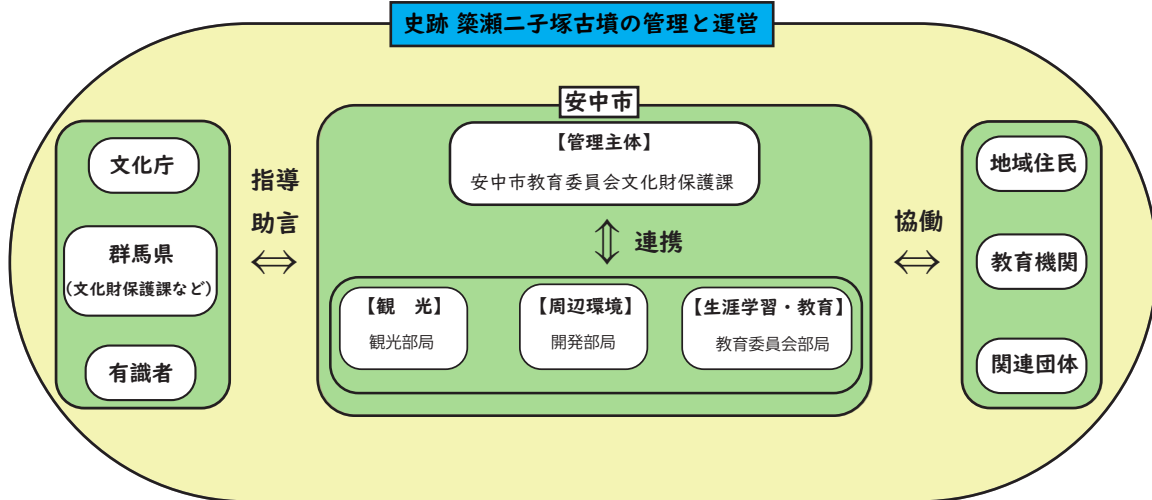 史跡 簗瀬二子塚古墳の管理と運営
安中市
【管理主体】
安中市教育委員会文化財保護課
文化庁
群馬県
(文化財保護課など)
有識者
指導
助言
⇔
⇕ 連携
【観　光】
観光部局
【周辺環境】
開発部局
【生涯学習・教育】
教育委員会部局
協働
⇔
地域住民
教育機関
関連団体